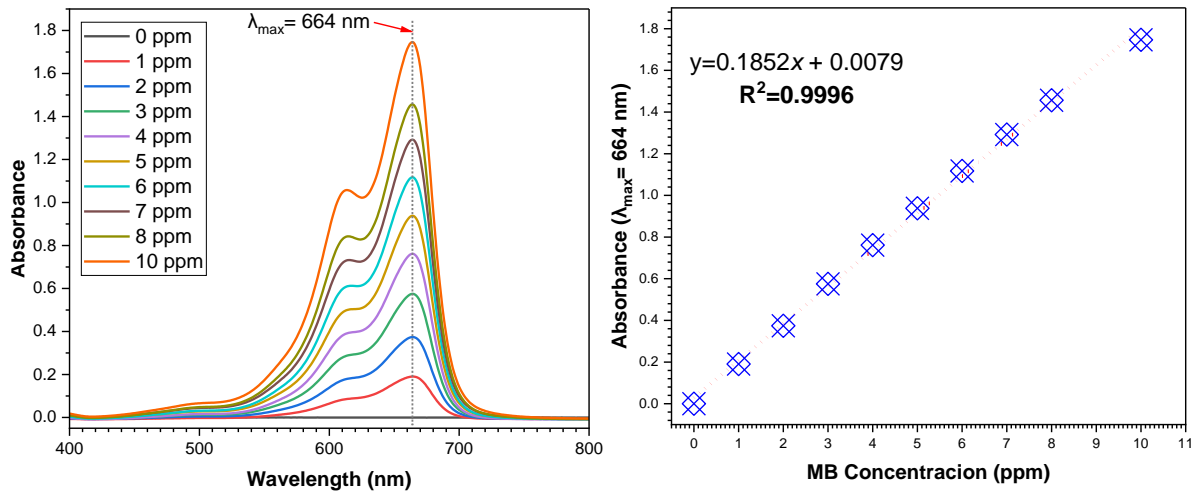 λmax= 664 nm
0 ppm
1 ppm
2 ppm
3 ppm
4 ppm
5 ppm
6 ppm
7 ppm
8 ppm
10 ppm
1.8
1.6
1.4
1.2
1.0
0.8
0.6
0.4
0.2
0.0
Absorbance
400 500 600 700 800
Wavelength (nm)
y=0.1852x + 0.0079
R²=0.9996
1.8
1.6
1.4
1.2
1.0
0.8
0.6
0.4
0.2
0.0
Absorbance (λmax= 664 nm)
0 1 2 3 4 5 6 7 8 9 10 11
MB Concentracion (ppm)